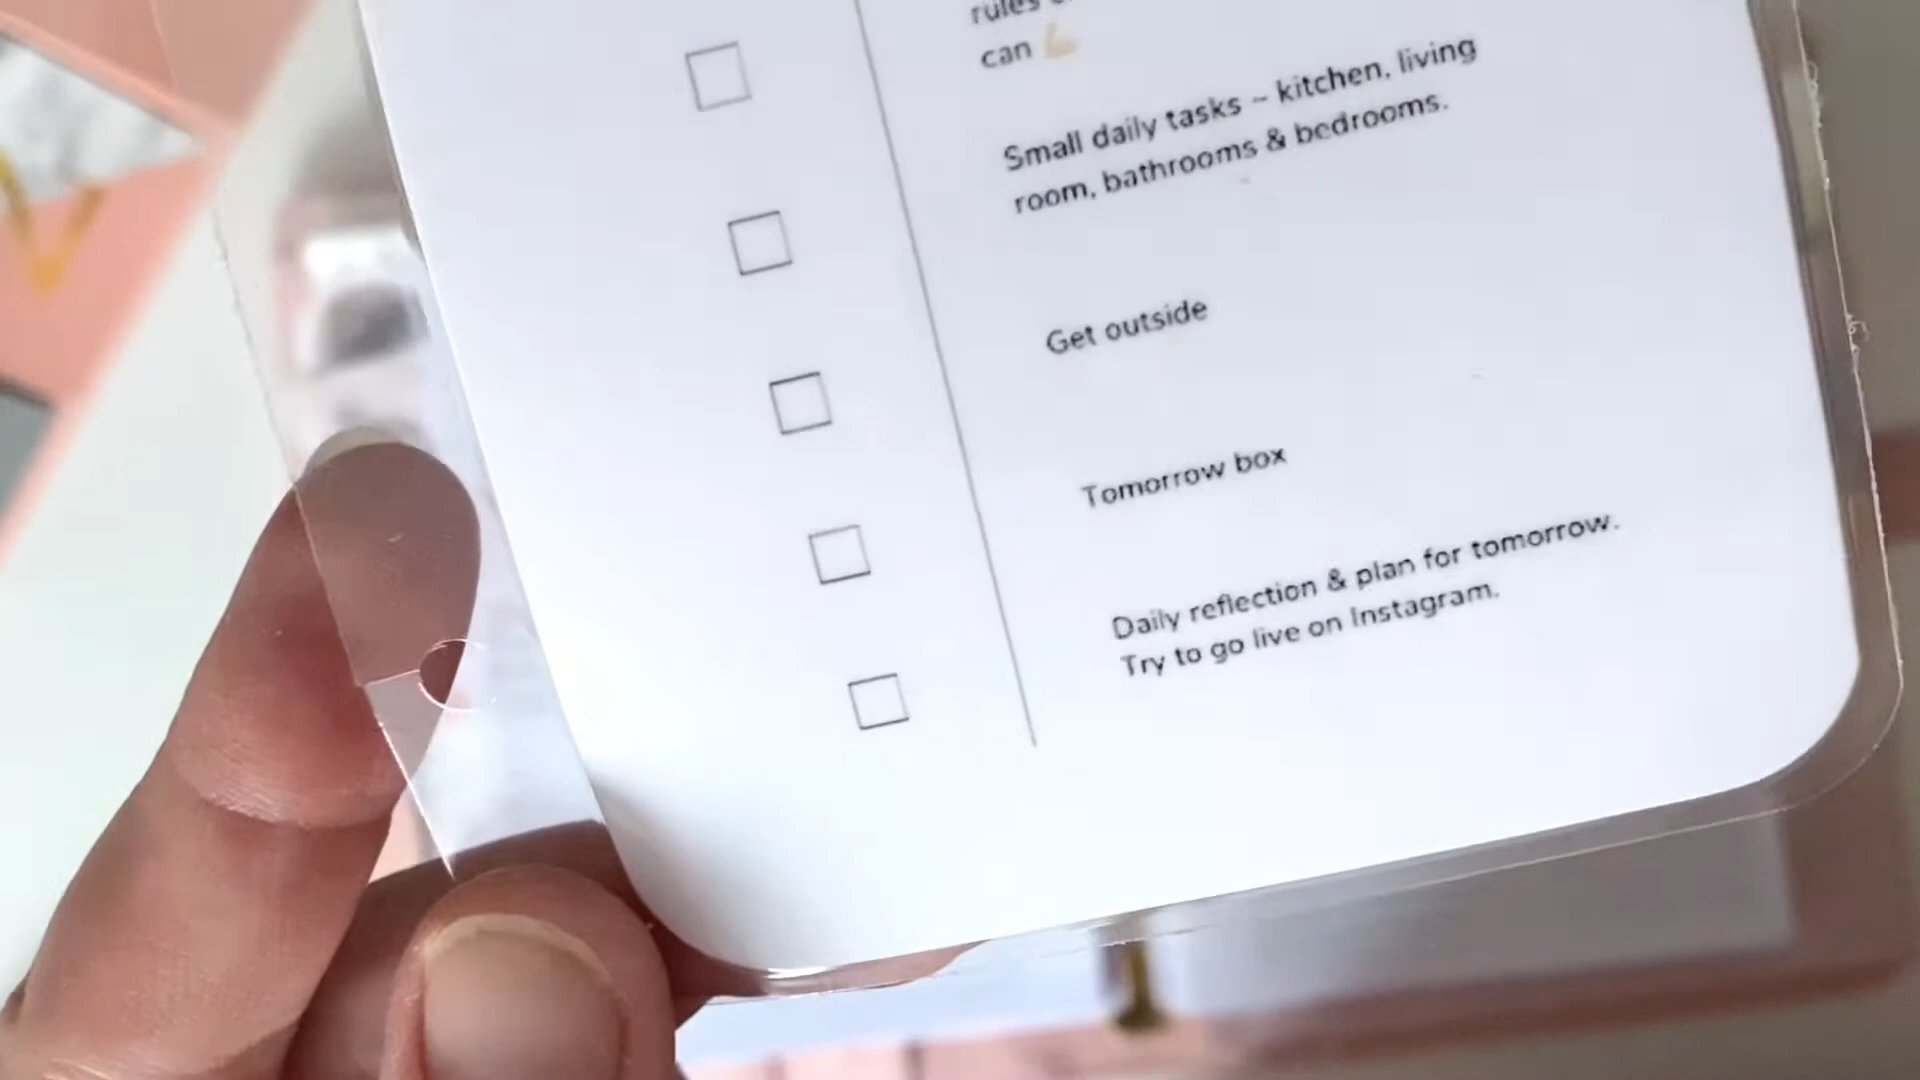 rules
can 💪
Small daily tasks – kitchen, living
room, bathrooms & bedrooms.
Get outside
Tomorrow box
Daily reflection & plan for tomorrow.
Try to go live on Instagram.